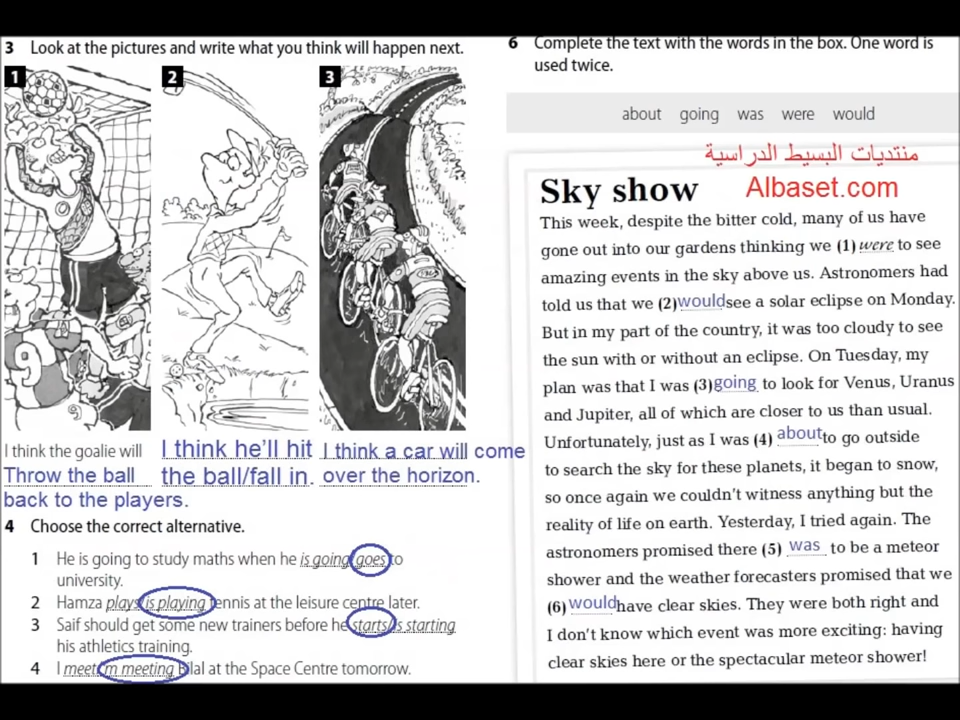 3 Look at the pictures and write what you think will happen next.
1
2
3
I think the goalie will
Throw the ball
back to the players.
I think he'll hit
the ball/fall in.
I think a car will come
over the horizon.
4 Choose the correct alternative.
1 He is going to study maths when he is going/goes to
university.
2 Hamza plays/is playing tennis at the leisure centre later.
3 Saif should get some new trainers before he starts/is starting
his athletics training.
4 I meet/'m meeting Bilal at the Space Centre tomorrow.
6 Complete the text with the words in the box. One word is
used twice.
about going was were would
منتديات البسيط الدراسية
Albaset.com
Sky show
This week, despite the bitter cold, many of us have
gone out into our gardens thinking we (1) were to see
amazing events in the sky above us. Astronomers had
told us that we (2) would see a solar eclipse on Monday.
But in my part of the country, it was too cloudy to see
the sun with or without an eclipse. On Tuesday, my
plan was that I was (3) going to look for Venus, Uranus
and Jupiter, all of which are closer to us than usual.
Unfortunately, just as I was (4) about to go outside
to search the sky for these planets, it began to snow,
so once again we couldn't witness anything but the
reality of life on earth. Yesterday, I tried again. The
astronomers promised there (5) was to be a meteor
shower and the weather forecasters promised that we
(6) would have clear skies. They were both right and
I don't know which event was more exciting: having
clear skies here or the spectacular meteor shower!